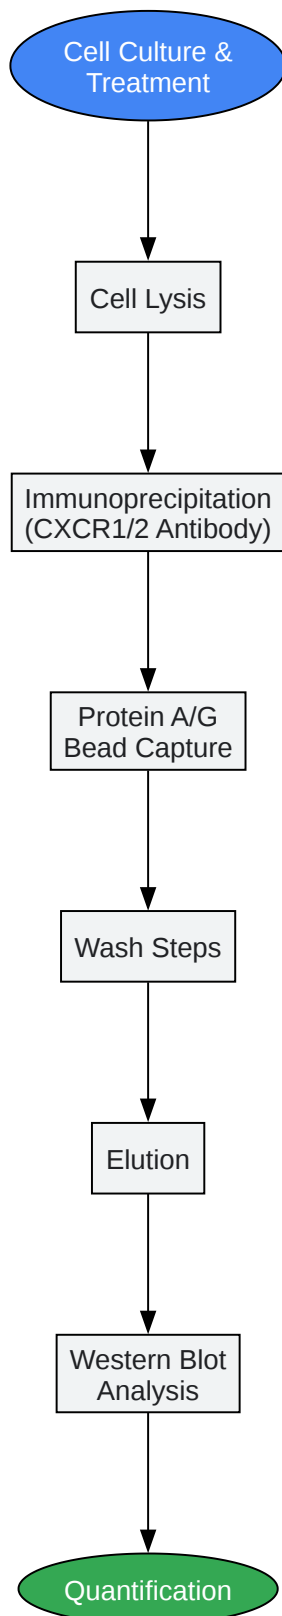 Cell Culture &
Treatment
Cell Lysis
Immunoprecipitation
(CXCR1/2 Antibody)
Protein A/G
Bead Capture
Wash Steps
Elution
Western Blot
Analysis
Quantification